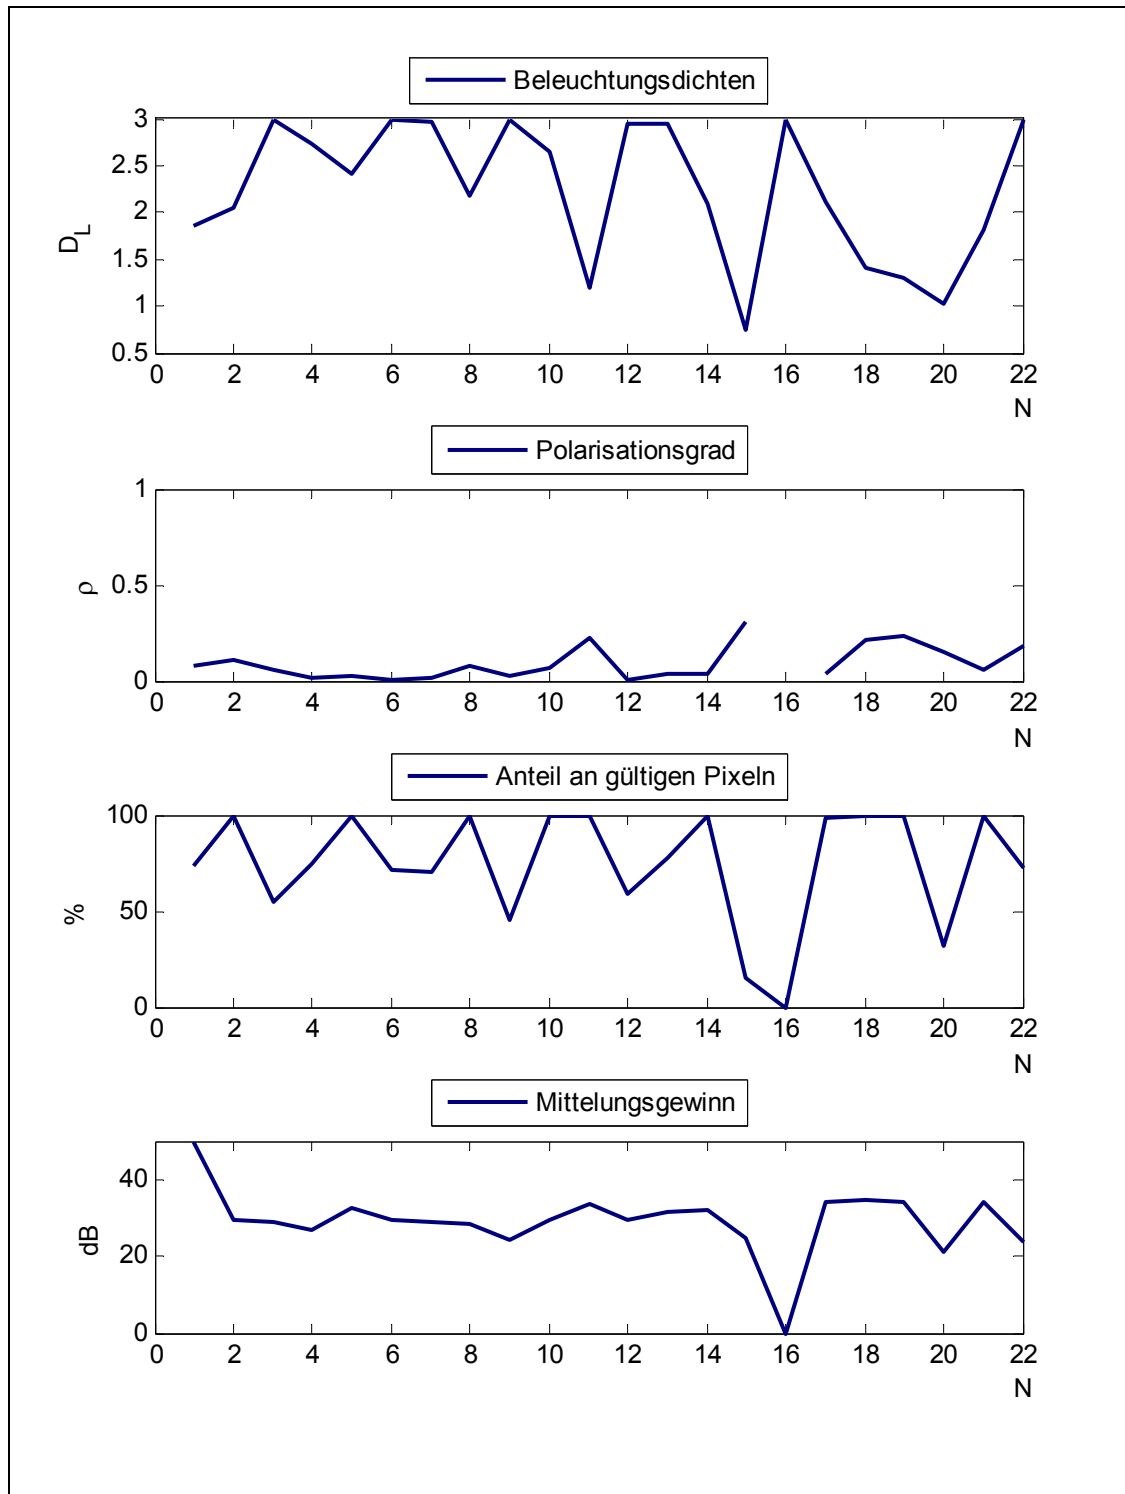 Beleuchtungsdichten
3
2.5
2
1.5
1
0.5
D_L
0 2 4 6 8 10 12 14 16 18 20 22
N
Polarisationsgrad
1
0.5
0
ρ
0 2 4 6 8 10 12 14 16 18 20 22
N
Anteil an gültigen Pixeln
100
50
0
%
0 2 4 6 8 10 12 14 16 18 20 22
N
Mittelungsgewinn
40
20
0
dB
0 2 4 6 8 10 12 14 16 18 20 22
N